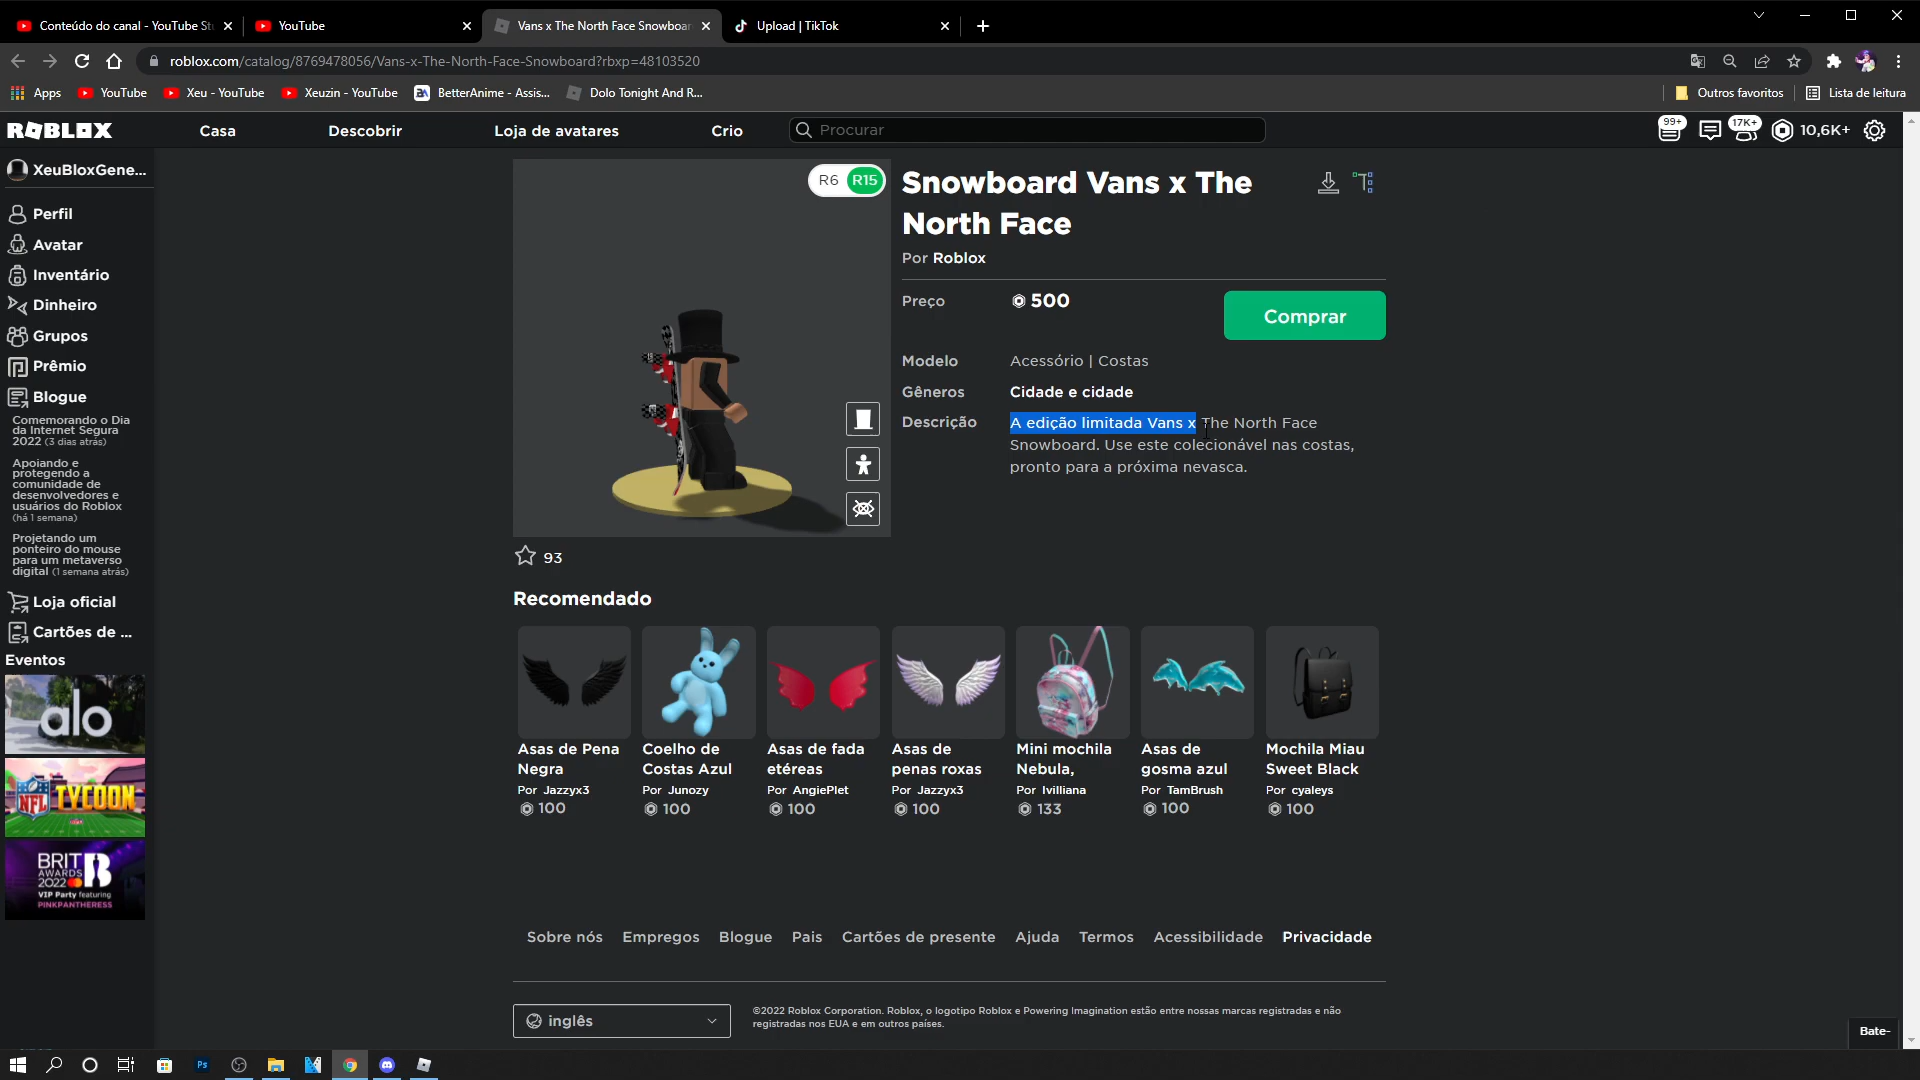 Conteúdo do canal - YouTube St
YouTube
Vans x The North Face Snowboar
Upload | TikTok
roblox.com/catalog/8769478056/Vans-x-The-North-Face-Snowboard?rbxp=48103520
Apps
YouTube
Xeu - YouTube
Xeuzin - YouTube
BetterAnime - Assis...
Dolo Tonight And R...
Outros favoritos
Lista de leitura
ROBLOX
Casa
Descobrir
Loja de avatares
Crio
Procurar
99+
17K+
10,6K+
XeuBloxGene...
Perfil
Avatar
Inventário
Dinheiro
Grupos
Prêmio
Blogue
Comemorando o Dia
da Internet Segura
2022 (3 dias atrás)
Apoiando e
protegendo a
comunidade de
desenvolvedores e
usuários do Roblox
(há 1 semana)
Projetando um
ponteiro do mouse
para um metaverso
digital (1 semana atrás)
Loja oficial
Cartões de ...
Eventos
alo
NFL TYCOON
BRIT
AWARDS
2022
VIP Party featuring
PINKPANTHERESS
R6 R15
93
Snowboard Vans x The
North Face
Por Roblox
Preço
500
Comprar
Modelo
Acessório | Costas
Gêneros
Cidade e cidade
Descrição
A edição limitada Vans x The North Face
Snowboard. Use este colecionável nas costas,
pronto para a próxima nevasca.
Recomendado
Asas de Pena
Negra
Por Jazzyx3
100
Coelho de
Costas Azul
Por Junozy
100
Asas de fada
etéreas
Por AngiePlet
100
Asas de
penas roxas
Por Jazzyx3
100
Mini mochila
Nebula,
Por lvilliana
133
Asas de
gosma azul
Por TamBrush
100
Mochila Miau
Sweet Black
Por cyaleys
100
Sobre nós
Empregos
Blogue
Pais
Cartões de presente
Ajuda
Termos
Acessibilidade
Privacidade
inglês
©2022 Roblox Corporation. Roblox, o logotipo Roblox e Powering Imagination estão entre nossas marcas registradas e não
registradas nos EUA e em outros países.
Bate-
Ps